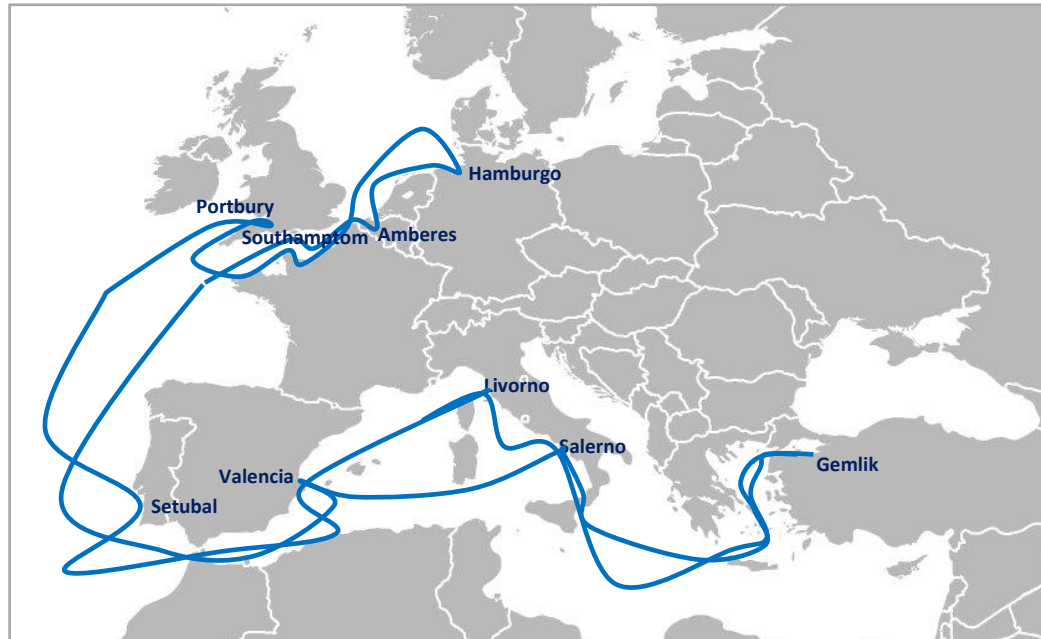 Hamburgo
Portbury
Southamptom
Amberes
Livorno
Salerno
Gemlik
Valencia
Setubal